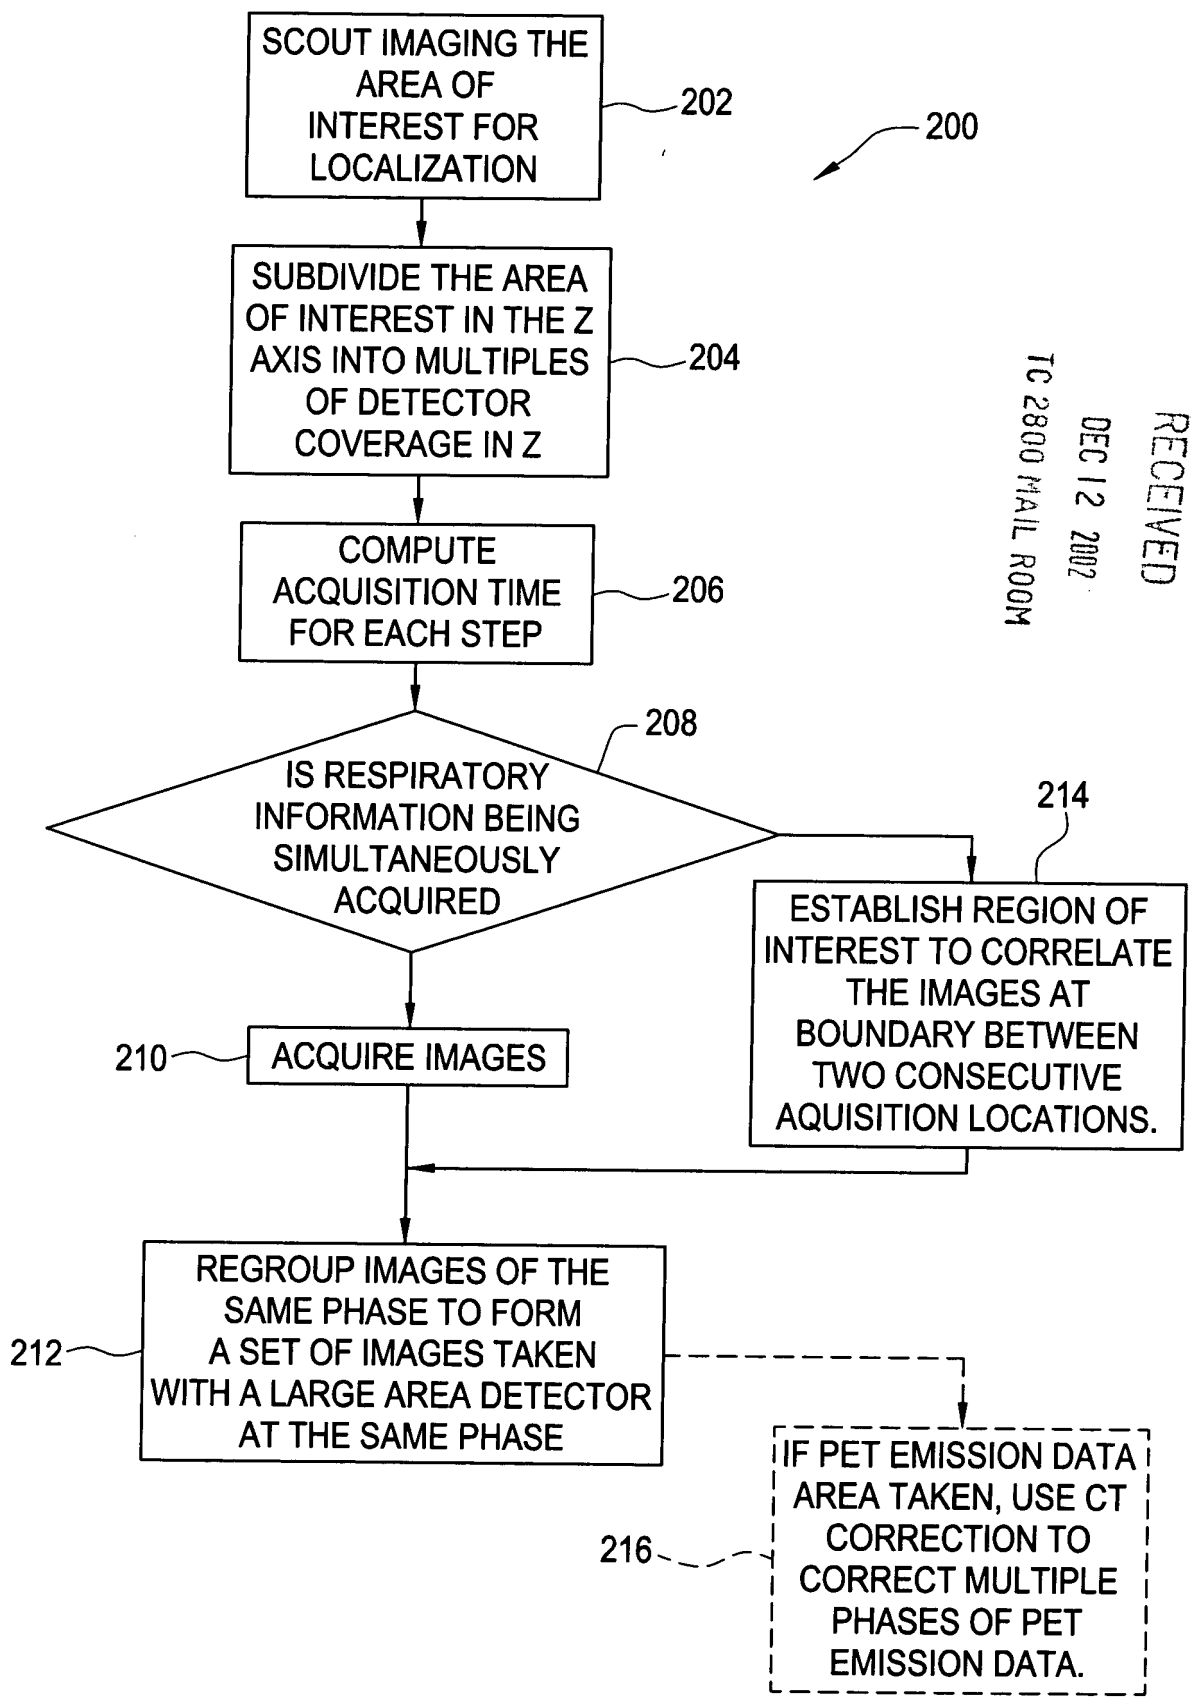 SCOUT IMAGING THE
AREA OF
INTEREST FOR
LOCALIZATION
202
200
SUBDIVIDE THE AREA
OF INTEREST IN THE Z
AXIS INTO MULTIPLES
OF DETECTOR
COVERAGE IN Z
204
RECEIVED
DEC 12 2002
TC 2800 MAIL ROOM
COMPUTE
ACQUISITION TIME
FOR EACH STEP
206
208
IS RESPIRATORY
INFORMATION BEING
SIMULTANEOUSLY
ACQUIRED
214
ESTABLISH REGION OF
INTEREST TO CORRELATE
THE IMAGES AT
BOUNDARY BETWEEN
TWO CONSECUTIVE
AQUISITION LOCATIONS.
210
ACQUIRE IMAGES
REGROUP IMAGES OF THE
SAME PHASE TO FORM
A SET OF IMAGES TAKEN
WITH A LARGE AREA DETECTOR
AT THE SAME PHASE
212
IF PET EMISSION DATA
AREA TAKEN, USE CT
CORRECTION TO
CORRECT MULTIPLE
PHASES OF PET
EMISSION DATA.
216